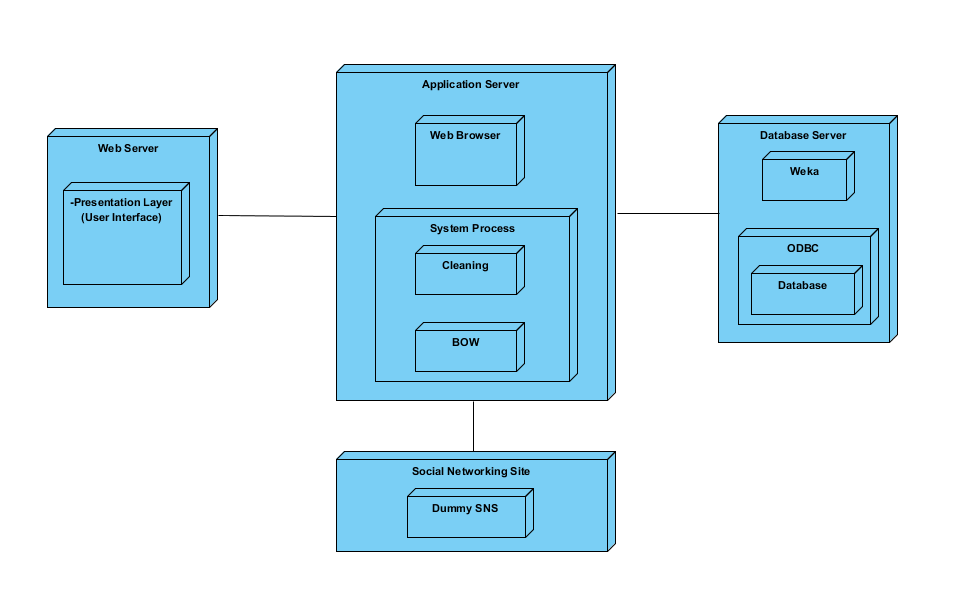 Application Server
Web Browser
System Process
Cleaning
BOW
Web Server
-Presentation Layer
(User Interface)
Database Server
Weka
ODBC
Database
Social Networking Site
Dummy SNS